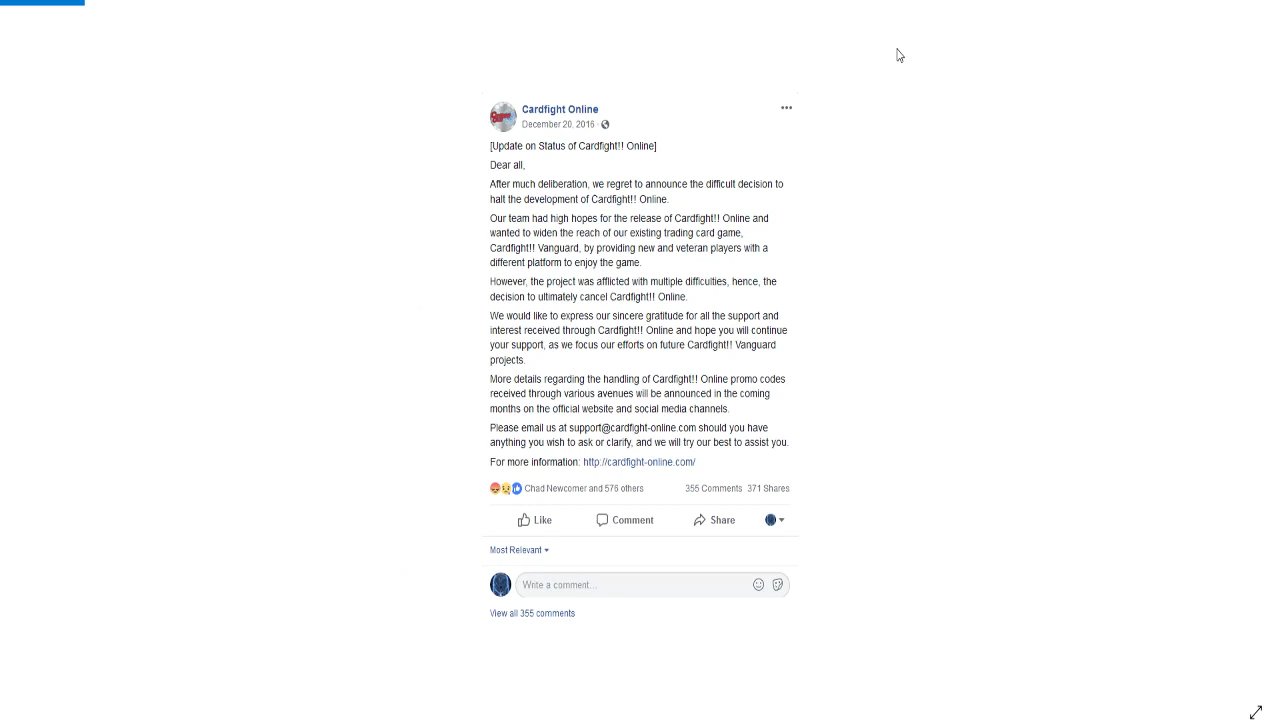 Cardfight Online
December 20, 2016 ·
[Update on Status of Cardfight!! Online]
Dear all,
After much deliberation, we regret to announce the difficult decision to
halt the development of Cardfight!! Online.
Our team had high hopes for the release of Cardfight!! Online and
wanted to widen the reach of our existing trading card game,
Cardfight!! Vanguard, by providing new and veteran players with a
different platform to enjoy the game.
However, the project was afflicted with multiple difficulties, hence, the
decision to ultimately cancel Cardfight!! Online.
We would like to express our sincere gratitude for all the support and
interest received through Cardfight!! Online and hope you will continue
your support, as we focus our efforts on future Cardfight!! Vanguard
projects.
More details regarding the handling of Cardfight!! Online promo codes
received through various avenues will be announced in the coming
months on the official website and social media channels.
Please email us at support@cardfight-online.com should you have
anything you wish to ask or clarify, and we will try our best to assist you.
For more information: http://cardfight-online.com/
Chad Newcomer and 576 others 355 Comments 371 Shares
Like Comment Share
Most Relevant
Write a comment...
View all 355 comments